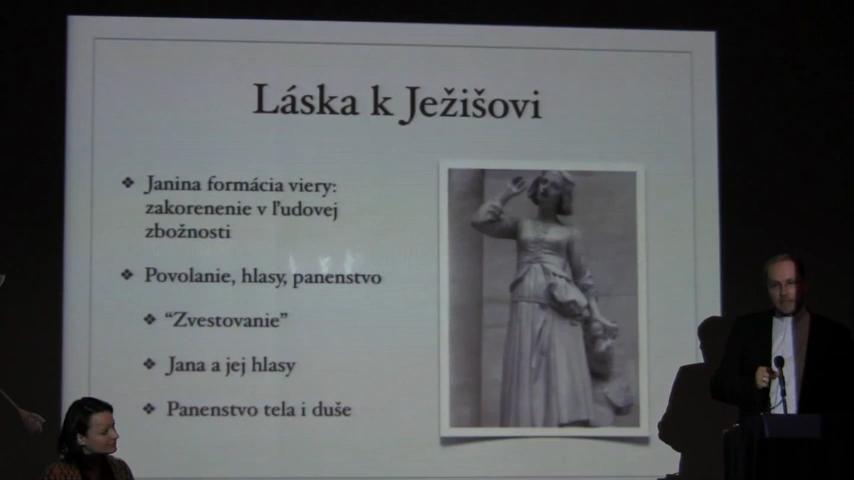 Láska k Ježišovi
❖ Janina formácia viery:
zakorenenie v ľudovej
zbožnosti
❖ Povolanie, hlasy, panenstvo
❖ “Zvestovanie”
❖ Jana a jej hlasy
❖ Panenstvo tela i duše